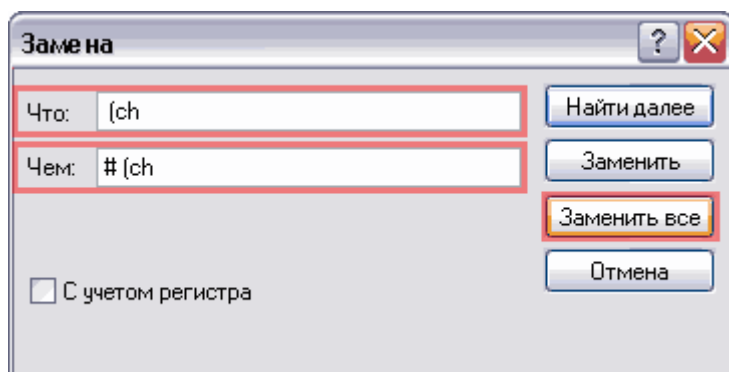 Замена
Что: (ch
Найти далее
Чем: # (ch
Заменить
Заменить все
С учетом регистра
Отмена